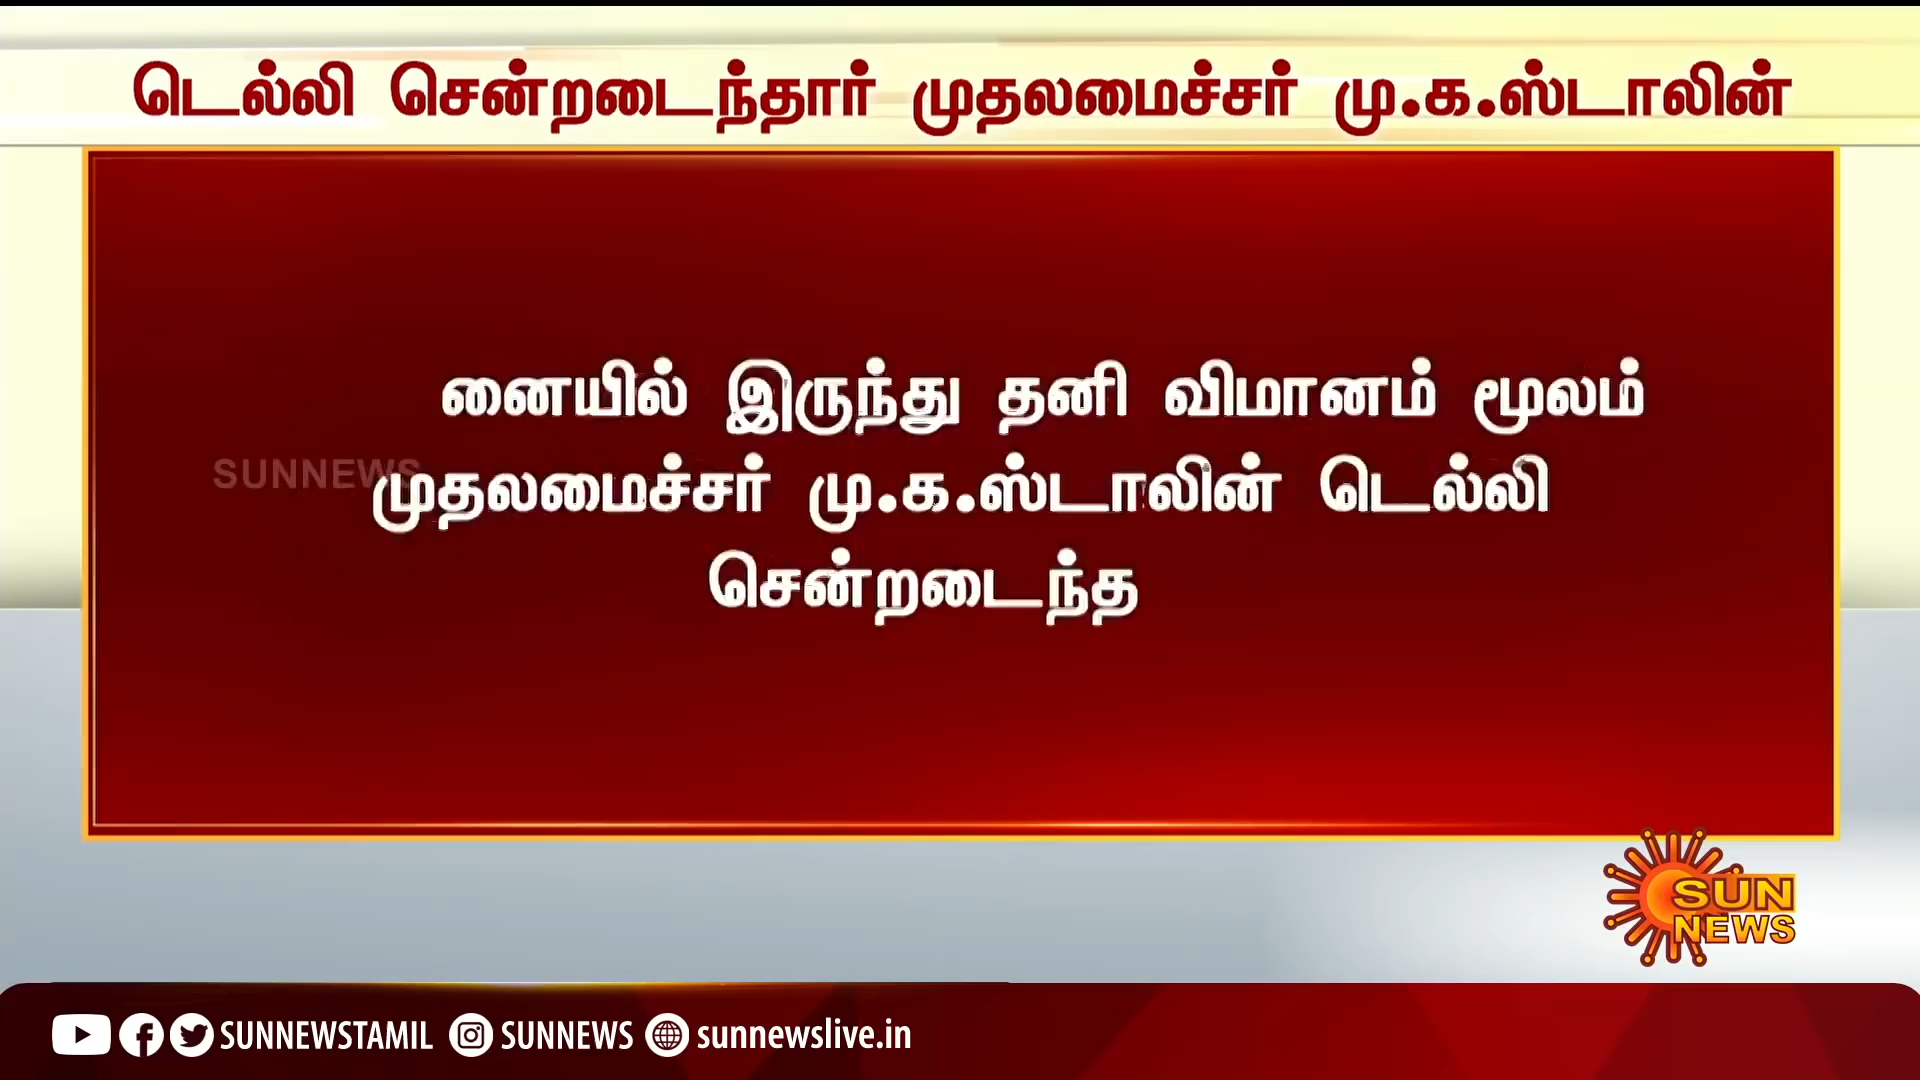 டெல்லி சென்றடைந்தார் முதலமைச்சர் மு.க.ஸ்டாலின்
னையில் இருந்து தனி விமானம் மூலம்
SUNNEWS
முதலமைச்சர் மு.க.ஸ்டாலின் டெல்லி
சென்றடைந்த
SUN
NEWS
SUNNEWSTAMIL SUNNEWS sunnewslive.in